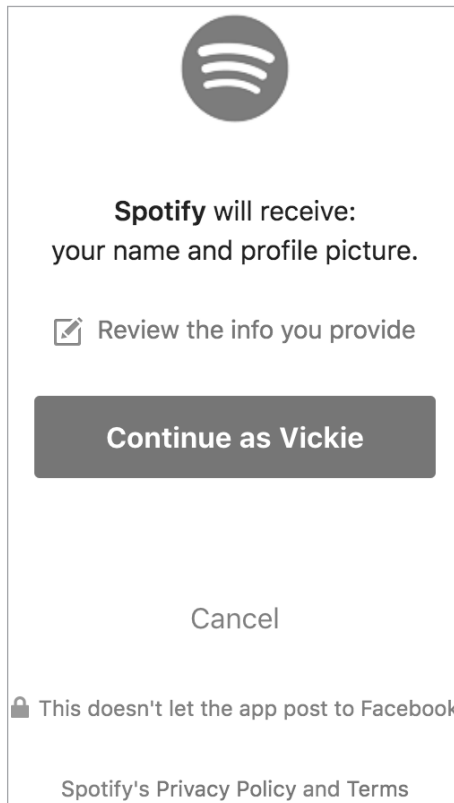 Spotify will receive:
your name and profile picture.
Review the info you provide
Continue as Vickie
Cancel
This doesn't let the app post to Facebook
Spotify's Privacy Policy and Terms